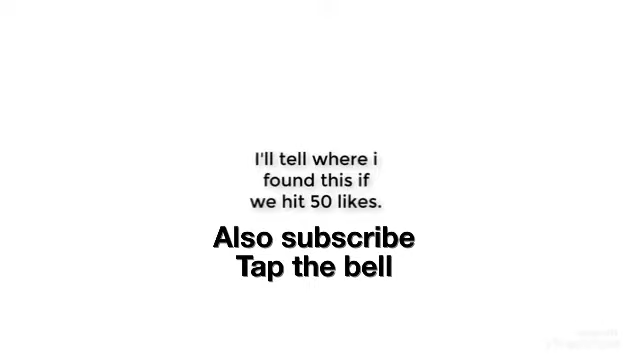 I'll tell where i
found this if
we hit 50 likes.
Also subscribe
Tap the bell